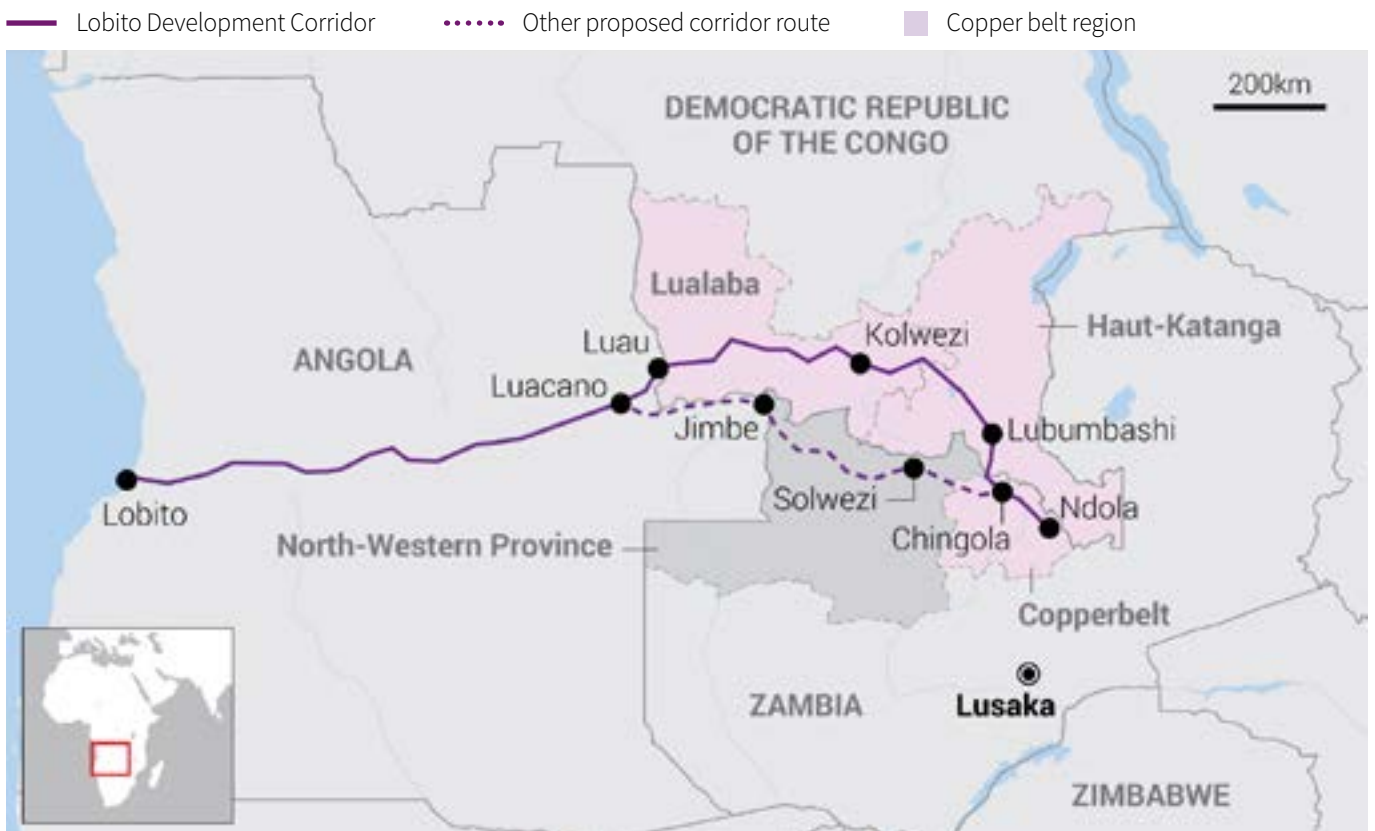 Lobito Development Corridor
Other proposed corridor route
Copper belt region
200km
DEMOCRATIC REPUBLIC
OF THE CONGO
Lualaba
Kolwezi
Haut-Katanga
Luau
ANGOLA
Luacano
Jimbe
Lubumbashi
Lobito
Solwezi
Ndola
Chingola
North-Western Province
Copperbelt
ZAMBIA
Lusaka
ZIMBABWE